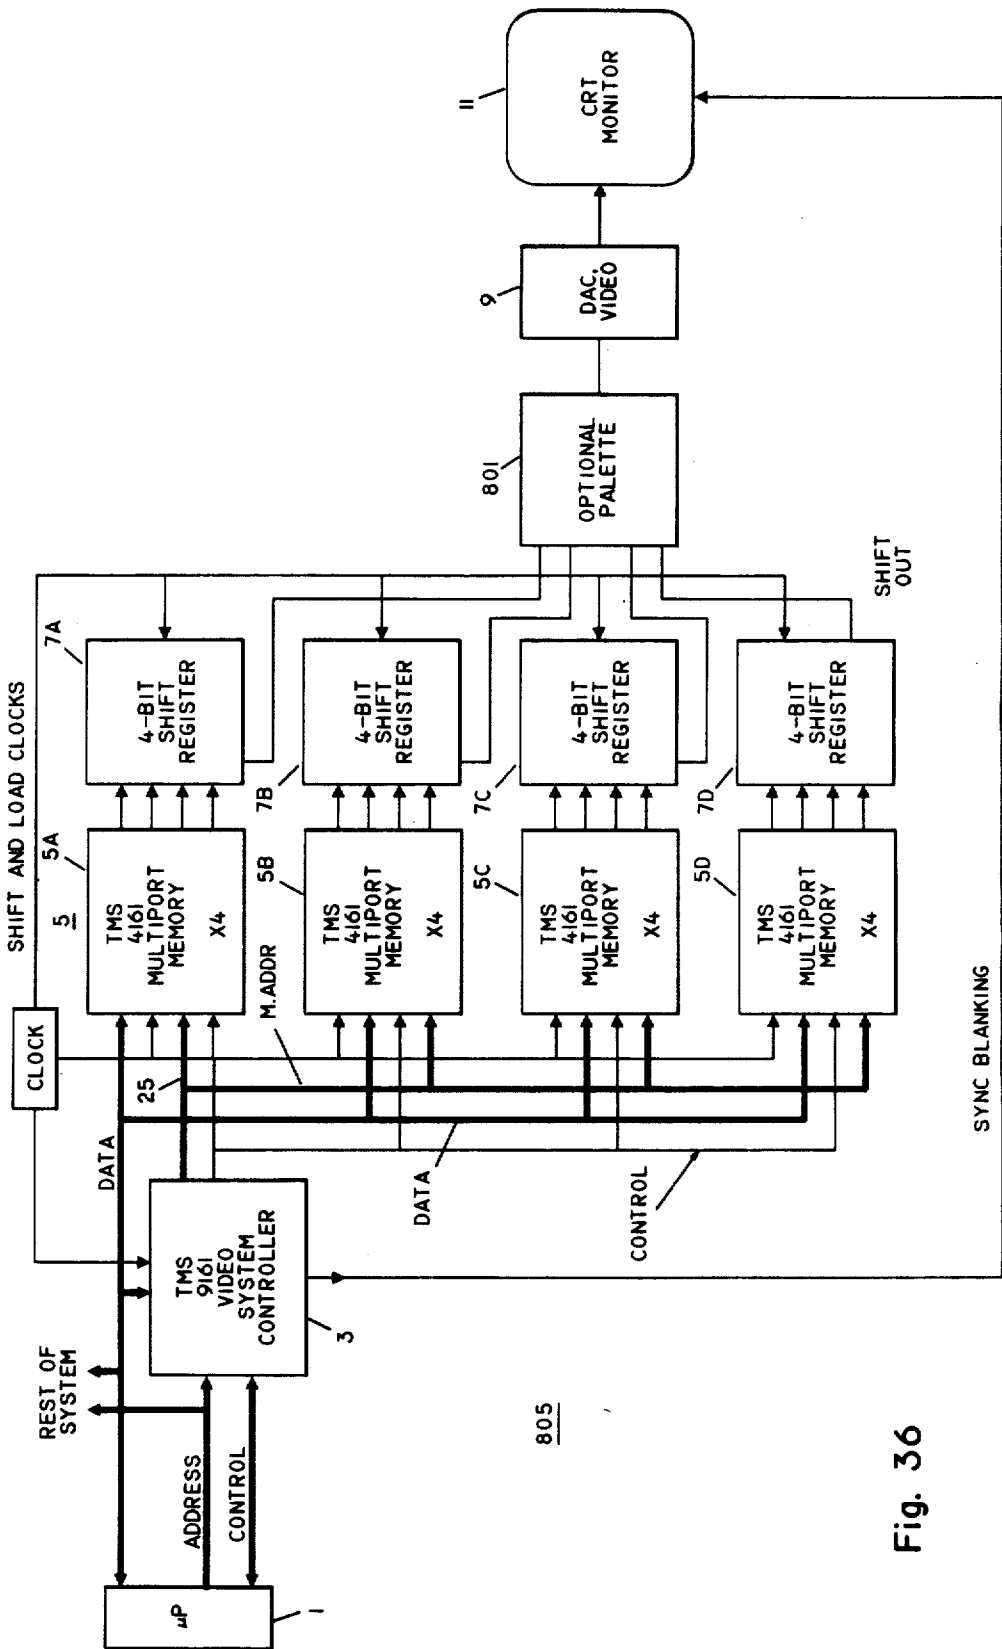 SHIFT AND LOAD CLOCKS
CLOCK
REST OF
SYSTEM
DATA
25
5
5A
7A
TMS
4161
MULTIPORT
MEMORY
X4
4-BIT
SHIFT
REGISTER
µP
1
ADDRESS
CONTROL
TMS
9161
VIDEO
SYSTEM
CONTROLLER
3
M.ADDR
5B
7B
TMS
4161
MULTIPORT
MEMORY
X4
4-BIT
SHIFT
REGISTER
DATA
5C
7C
TMS
4161
MULTIPORT
MEMORY
X4
4-BIT
SHIFT
REGISTER
CONTROL
5D
7D
TMS
4161
MULTIPORT
MEMORY
X4
4-BIT
SHIFT
REGISTER
SHIFT
OUT
801
OPTIONAL
PALETTE
9
DAC,
VIDEO
11
CRT
MONITOR
SYNC BLANKING
805
Fig. 36